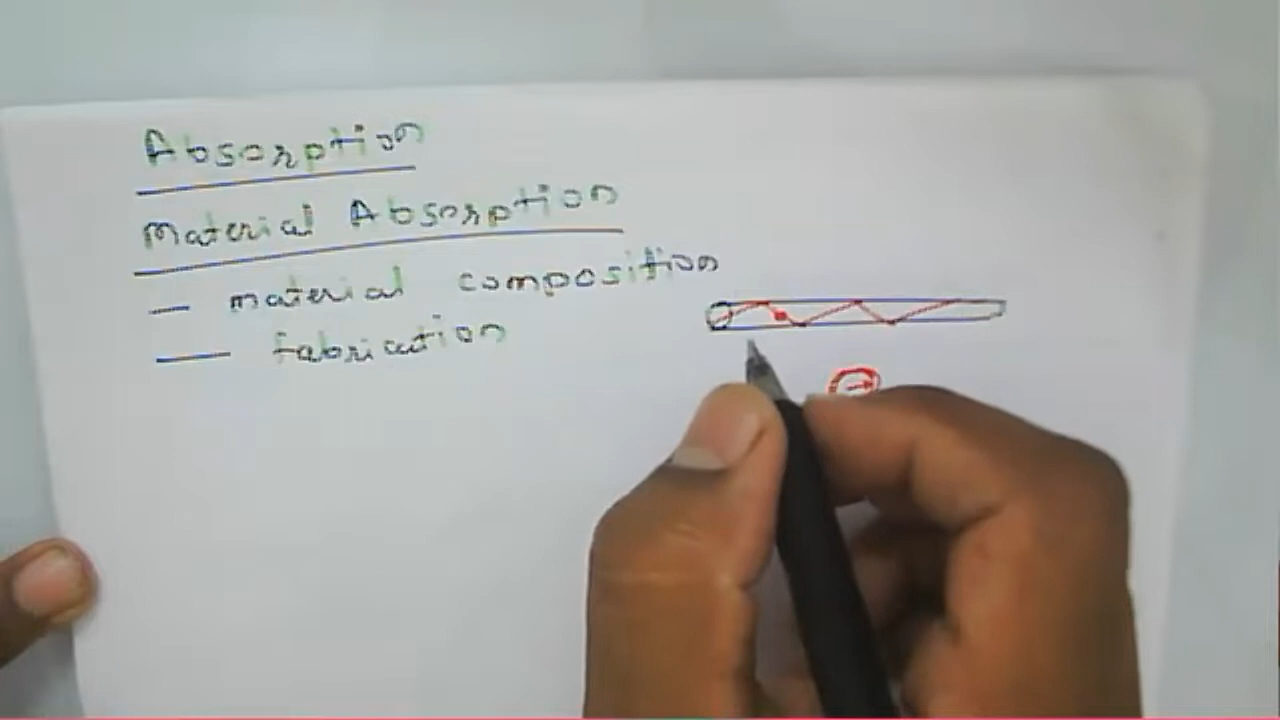 Absorption
Material Absorption
— material composition
— fabrication